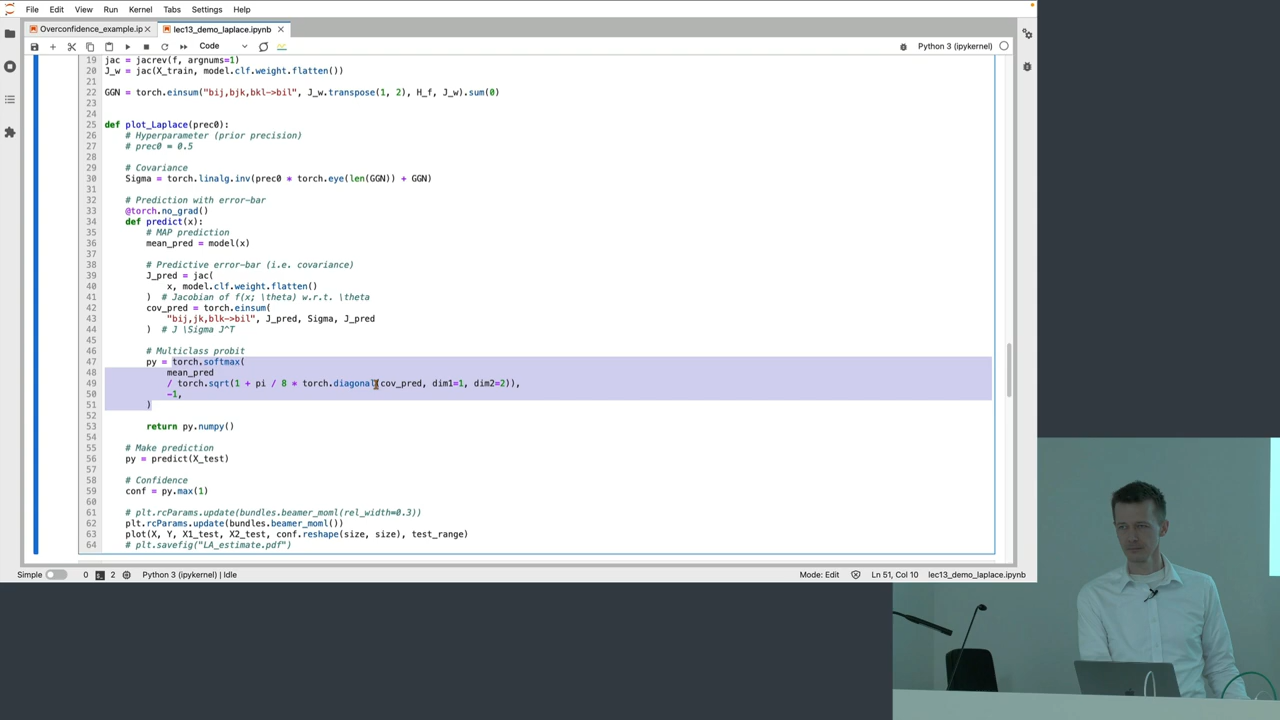 File Edit View Run Kernel Tabs Settings Help
Overconfidence_example.ip
lec13_demo_laplace.ipynb
Code
Python 3 (ipykernel)
19 jac = jacrev(f, argnums=1)
20 J_w = jac(X_train, model.clf.weight.flatten())
21
22 GGN = torch.einsum("bij,bjk,bkl->bil", J_w.transpose(1, 2), H_f, J_w).sum(0)
23
24
25 def plot_Laplace(prec0):
26 # Hyperparameter (prior precision)
27 # prec0 = 0.5
28
29 # Covariance
30 Sigma = torch.linalg.inv(prec0 * torch.eye(len(GGN)) + GGN)
31
32 # Prediction with error-bar
33 @torch.no_grad()
34 def predict(x):
35 # MAP prediction
36 mean_pred = model(x)
37
38 # Predictive error-bar (i.e. covariance)
39 J_pred = jac(
40 x, model.clf.weight.flatten()
41 ) # Jacobian of f(x; \theta) w.r.t. \theta
42 cov_pred = torch.einsum(
43 "bij,jk,blk->bil", J_pred, Sigma, J_pred
44 ) # J \Sigma J^T
45
46 # Multiclass probit
47 py = torch.softmax(
48 mean_pred
49 / torch.sqrt(1 + pi / 8 * torch.diagonal(cov_pred, dim1=1, dim2=2)),
50 -1,
51 )
52
53 return py.numpy()
54
55 # Make prediction
56 py = predict(X_test)
57
58 # Confidence
59 conf = py.max(1)
60
61 # plt.rcParams.update(bundles.beamer_moml(rel_width=0.3))
62 plt.rcParams.update(bundles.beamer_moml())
63 plot(X, Y, X1_test, X2_test, conf.reshape(size, size), test_range)
64 # plt.savefig("LA_estimate.pdf")
Simple 0 2 Python 3 (ipykernel) | Idle Mode: Edit Ln 51, Col 10 lec13_demo_laplace.ipynb